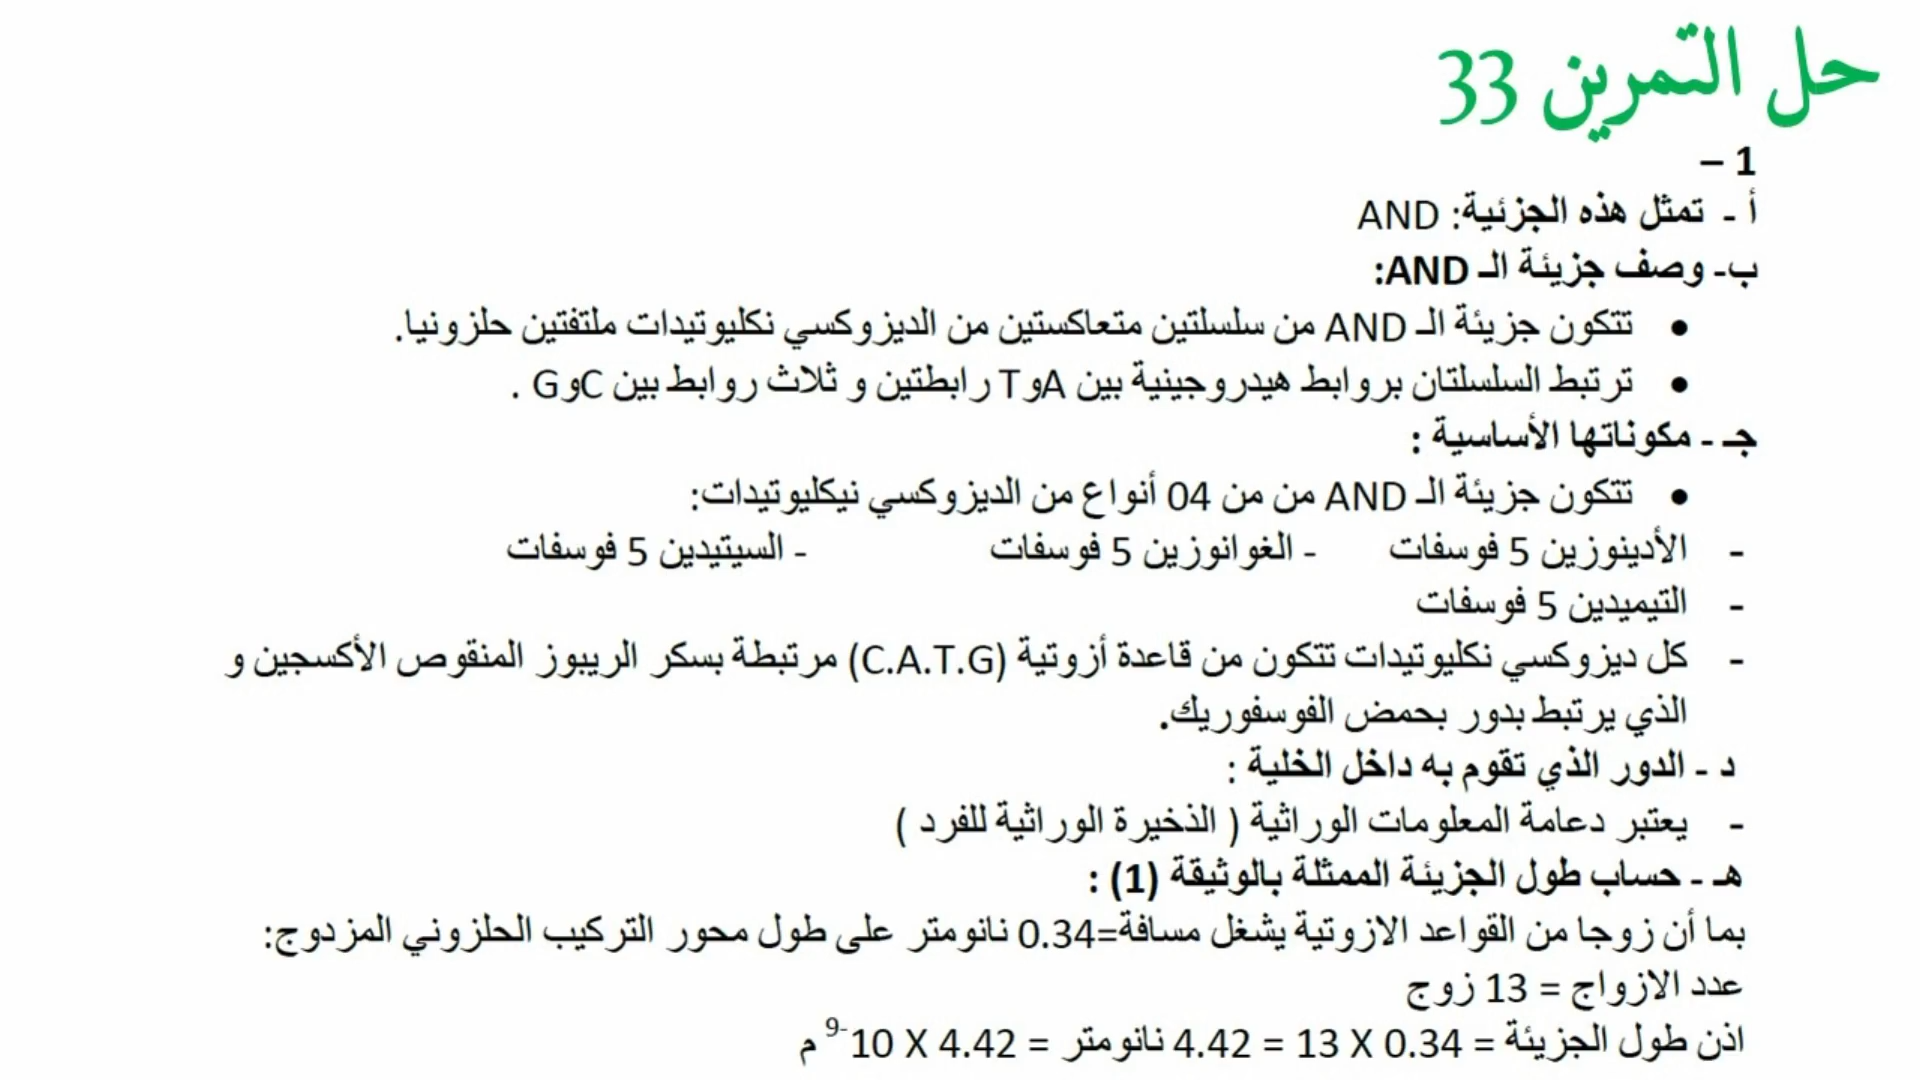 حل التمرين 33
1 –
أ - تمثل هذه الجزئية: AND
ب- وصف جزيئة الـ AND:
• تتكون جزيئة الـ AND من سلسلتين متعاكستين من الديزوكسي نكليوتيدات ملتفتين حلزونيا.
• ترتبط السلسلتان بروابط هيدروجينية بين A وT رابطتين و ثلاث روابط بين C وG .
جـ - مكوناتها الأساسية :
• تتكون جزيئة الـ AND من من 04 أنواع من الديزوكسي نيكليوتيدات:
- الأدينوزين 5 فوسفات - الغوانوزين 5 فوسفات - السيتيدين 5 فوسفات
- التيميدين 5 فوسفات
- كل ديزوكسي نكليوتيدات تتكون من قاعدة أزوتية (C.A.T.G) مرتبطة بسكر الريبوز المنقوص الأكسجين و
الذي يرتبط بدور بحمض الفوسفوريك.
د - الدور الذي تقوم به داخل الخلية :
- يعتبر دعامة المعلومات الوراثية ( الذخيرة الوراثية للفرد )
هـ - حساب طول الجزيئة الممثلة بالوثيقة (1) :
بما أن زوجا من القواعد الازوتية يشغل مسافة=0.34 نانومتر على طول محور التركيب الحلزوني المزدوج:
عدد الازواج = 13 زوج
اذن طول الجزيئة = 0.34 X 13 = 4.42 نانومتر = 4.42 X 10⁻⁹ م